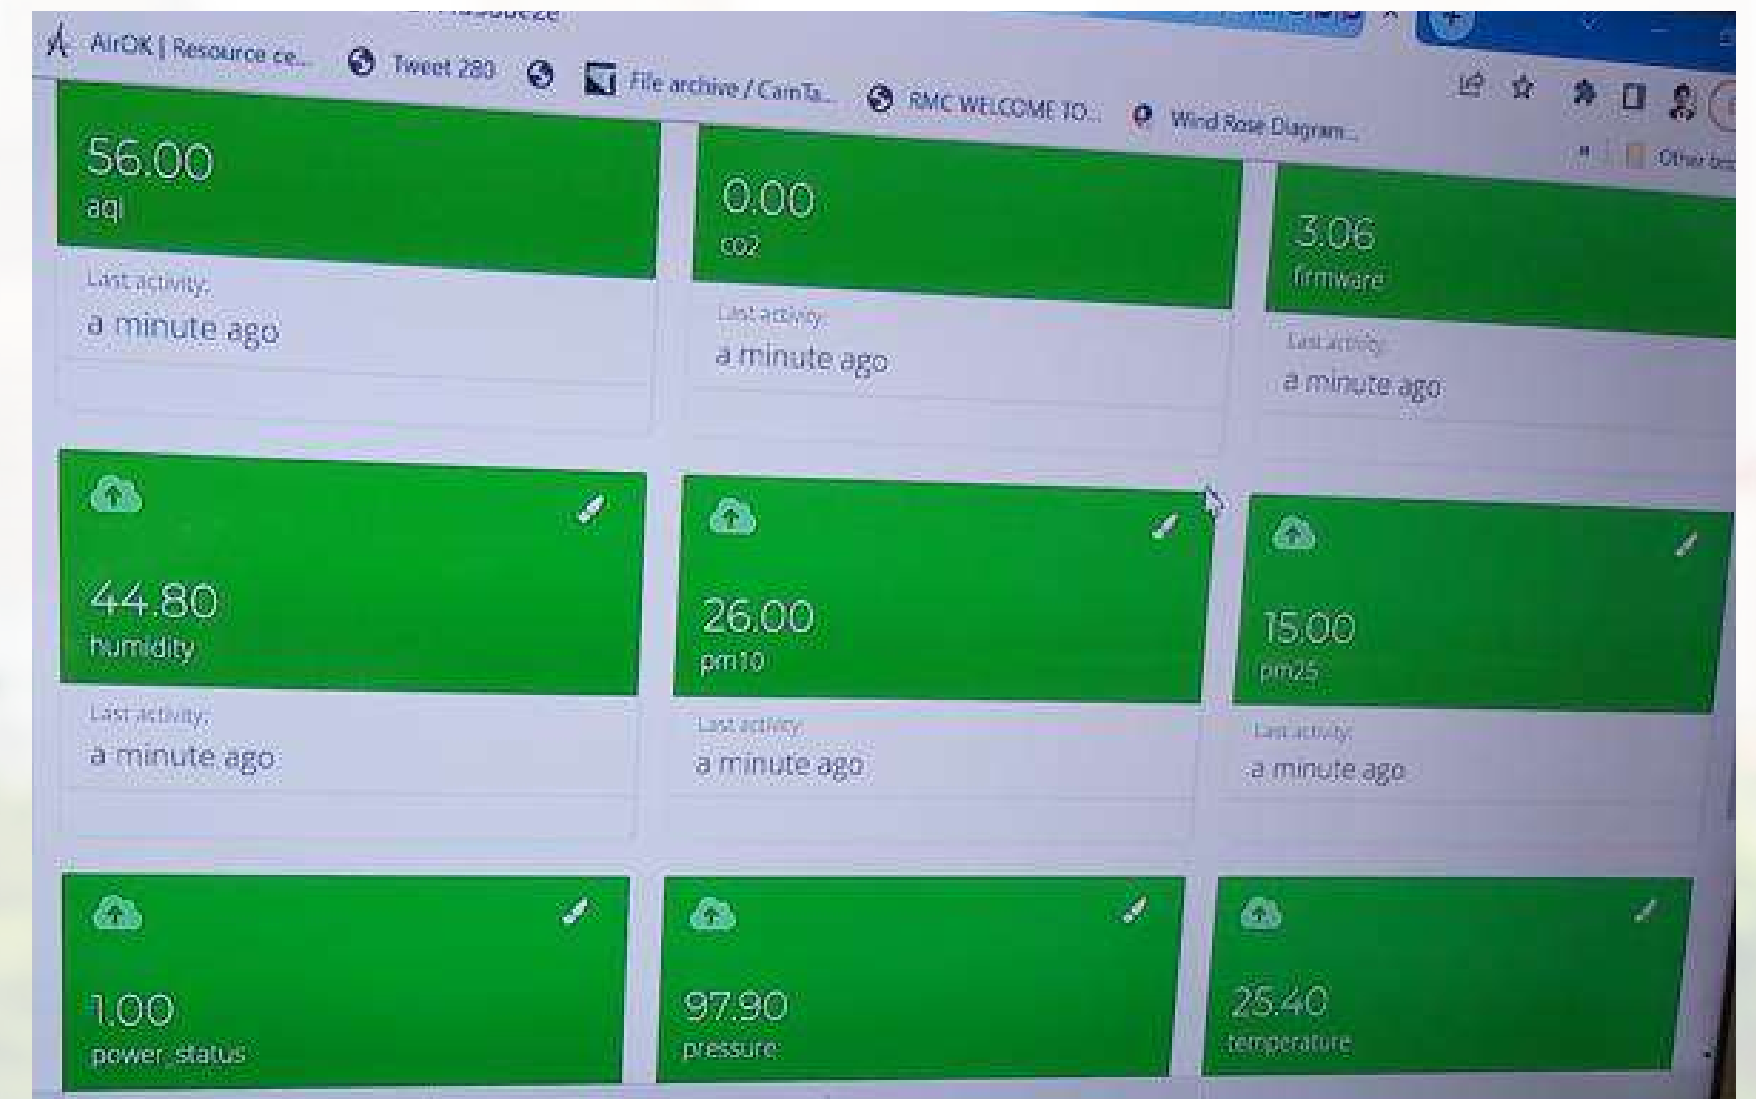 AirOK | Resource ce...
Tweet 280
File archive / CamTa...
RMC WELCOME TO...
Wind Rose Diagram...
Other
56.00
aqi
Last activity:
a minute ago
0.00
co2
Last activity:
a minute ago
3.06
firmware
Last activity:
a minute ago
44.80
humidity
Last activity:
a minute ago
26.00
pm10
Last activity:
a minute ago
15.00
pm25
Last activity:
a minute ago
1.00
power_status
97.90
pressure
25.40
temperature